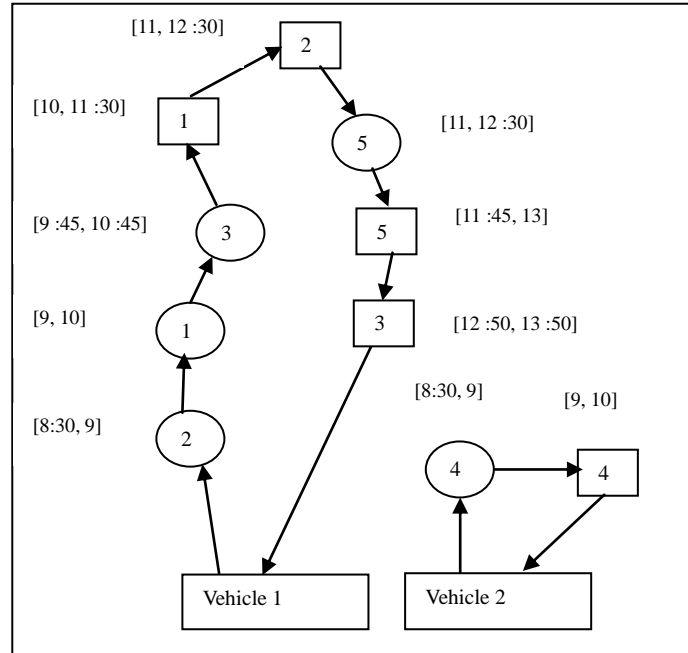 [11, 12 :30]
2
[10, 11 :30]
1
5
[11, 12 :30]
[9 :45, 10 :45]
3
5
[11 :45, 13]
[9, 10]
1
3
[12 :50, 13 :50]
[8:30, 9]
[9, 10]
[8:30, 9]
2
4
4
Vehicle 1
Vehicle 2